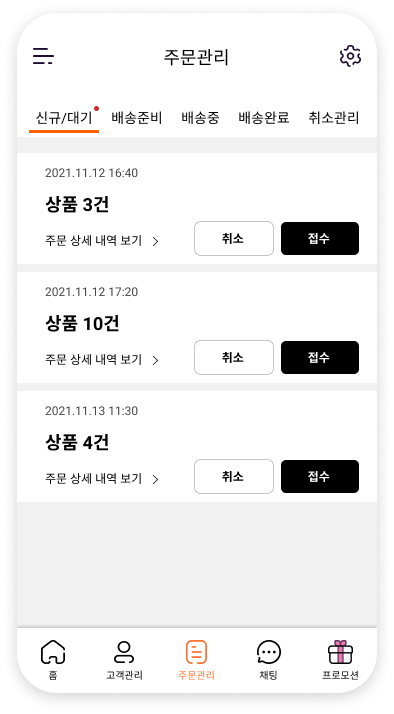 주문관리
신규/대기 배송준비 배송중 배송완료 취소관리
2021.11.12 16:40
상품 3건
주문 상세 내역 보기 취소 접수
2021.11.12 17:20
상품 10건
주문 상세 내역 보기 취소 접수
2021.11.13 11:30
상품 4건
주문 상세 내역 보기 취소 접수
홈 고객관리 주문관리 채팅 프로모션